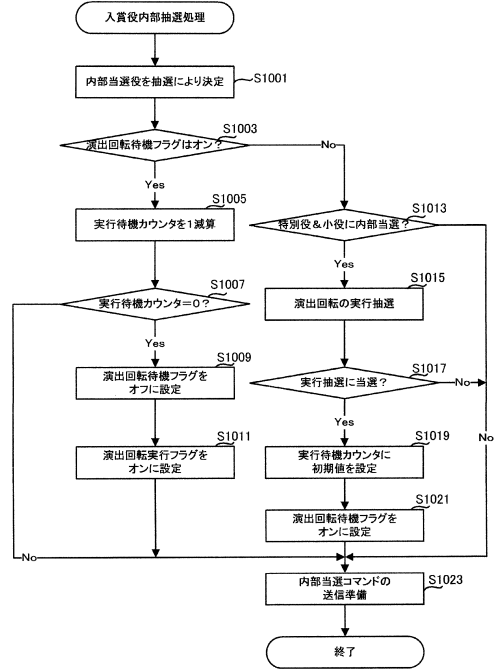 入賞役内部抽選処理
内部当選役を抽選により決定
S1001
演出回転待機フラグはオン？
S1003
No
Yes
実行待機カウンタを1減算
S1005
特別役＆小役に内部当選？
S1013
Yes
演出回転の実行抽選
S1015
実行待機カウンタ=0？
S1007
Yes
演出回転待機フラグを
オフに設定
S1009
実行抽選に当選？
S1017
No
Yes
No
演出回転実行フラグを
オンに設定
S1011
実行待機カウンタに
初期値を設定
S1019
演出回転待機フラグを
オンに設定
S1021
No
内部当選コマンドの
送信準備
S1023
終了